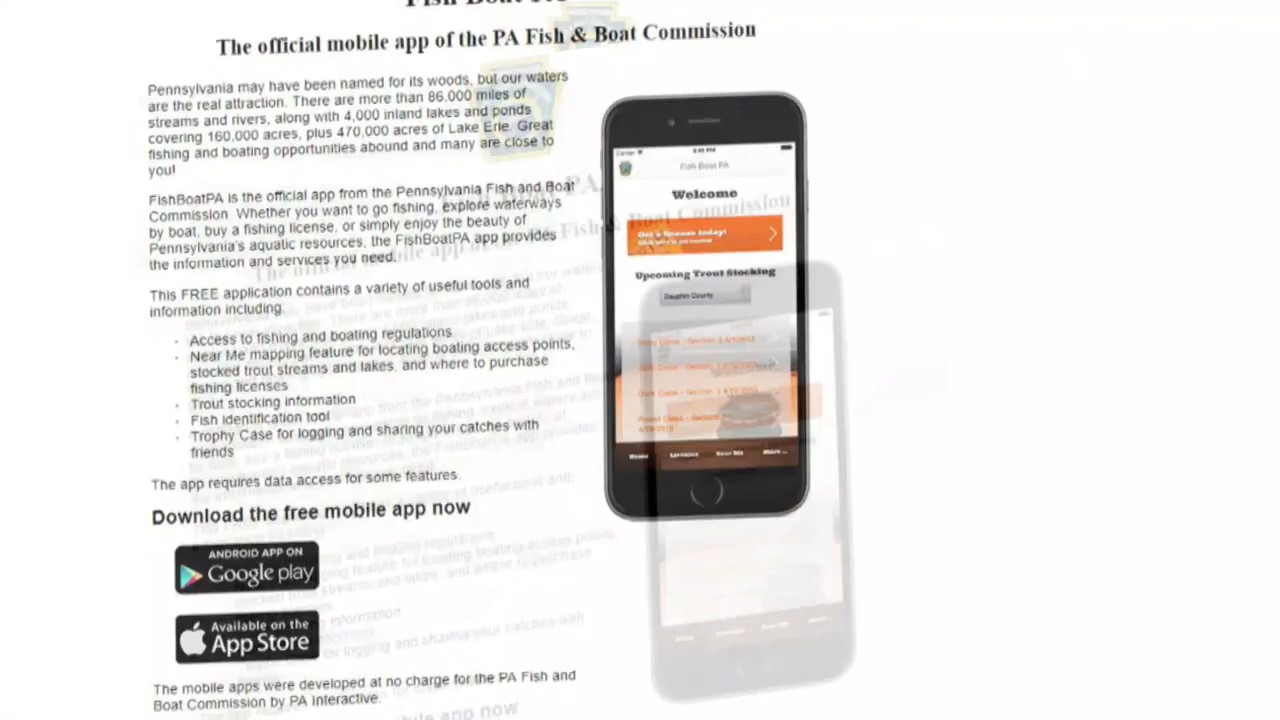 The official mobile app of the PA Fish & Boat Commission
Pennsylvania may have been named for its woods, but our waters
are the real attraction. There are more than 86,000 miles of
streams and rivers, along with 4,000 inland lakes and ponds
covering 160,000 acres, plus 470,000 acres of Lake Erie. Great
fishing and boating opportunities abound and many are close to
you!
FishBoatPA is the official app from the Pennsylvania Fish and Boat
Commission. Whether you want to go fishing, explore waterways
by boat, buy a fishing license, or simply enjoy the beauty of
Pennsylvania's aquatic resources, the FishBoatPA app provides
the information and services you need.
This FREE application contains a variety of useful tools and
information including:
Access to fishing and boating regulations
Near Me mapping feature for locating boating access points,
stocked trout streams and lakes, and where to purchase
fishing licenses
Trout stocking information
Fish identification tool
Trophy Case for logging and sharing your catches with
friends
The app requires data access for some features.
Download the free mobile app now
ANDROID APP ON
Google play
Available on the
App Store
The mobile apps were developed at no charge for the PA Fish and
Boat Commission by PA Interactive.
Fish Boat PA
Welcome
Get a license today!
Upcoming Trout Stocking
Dauphin County
Home
Near Me
More ...